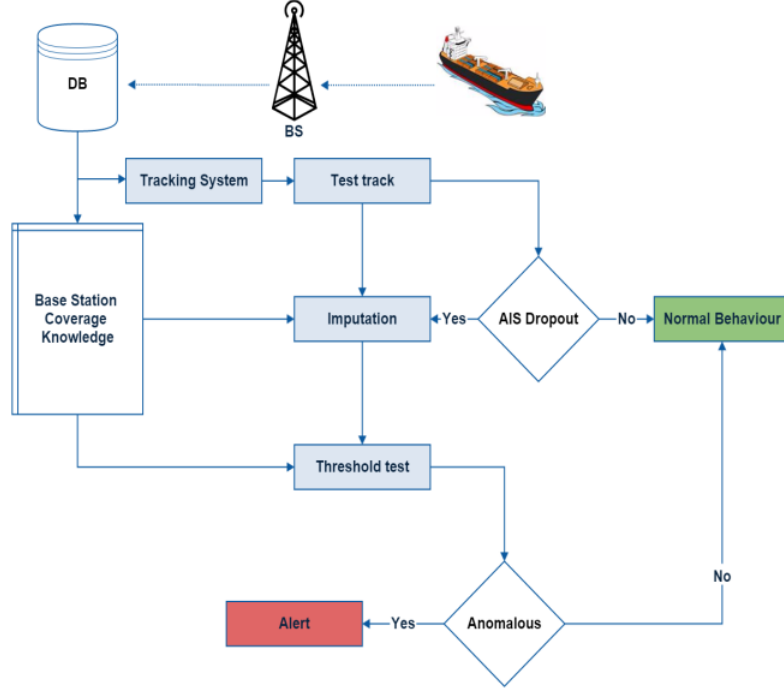 DB
BS
Tracking System
Test track
Base Station
Coverage
Knowledge
Imputation
Yes
AIS Dropout
No
Normal Behaviour
Threshold test
No
Alert
Yes
Anomalous